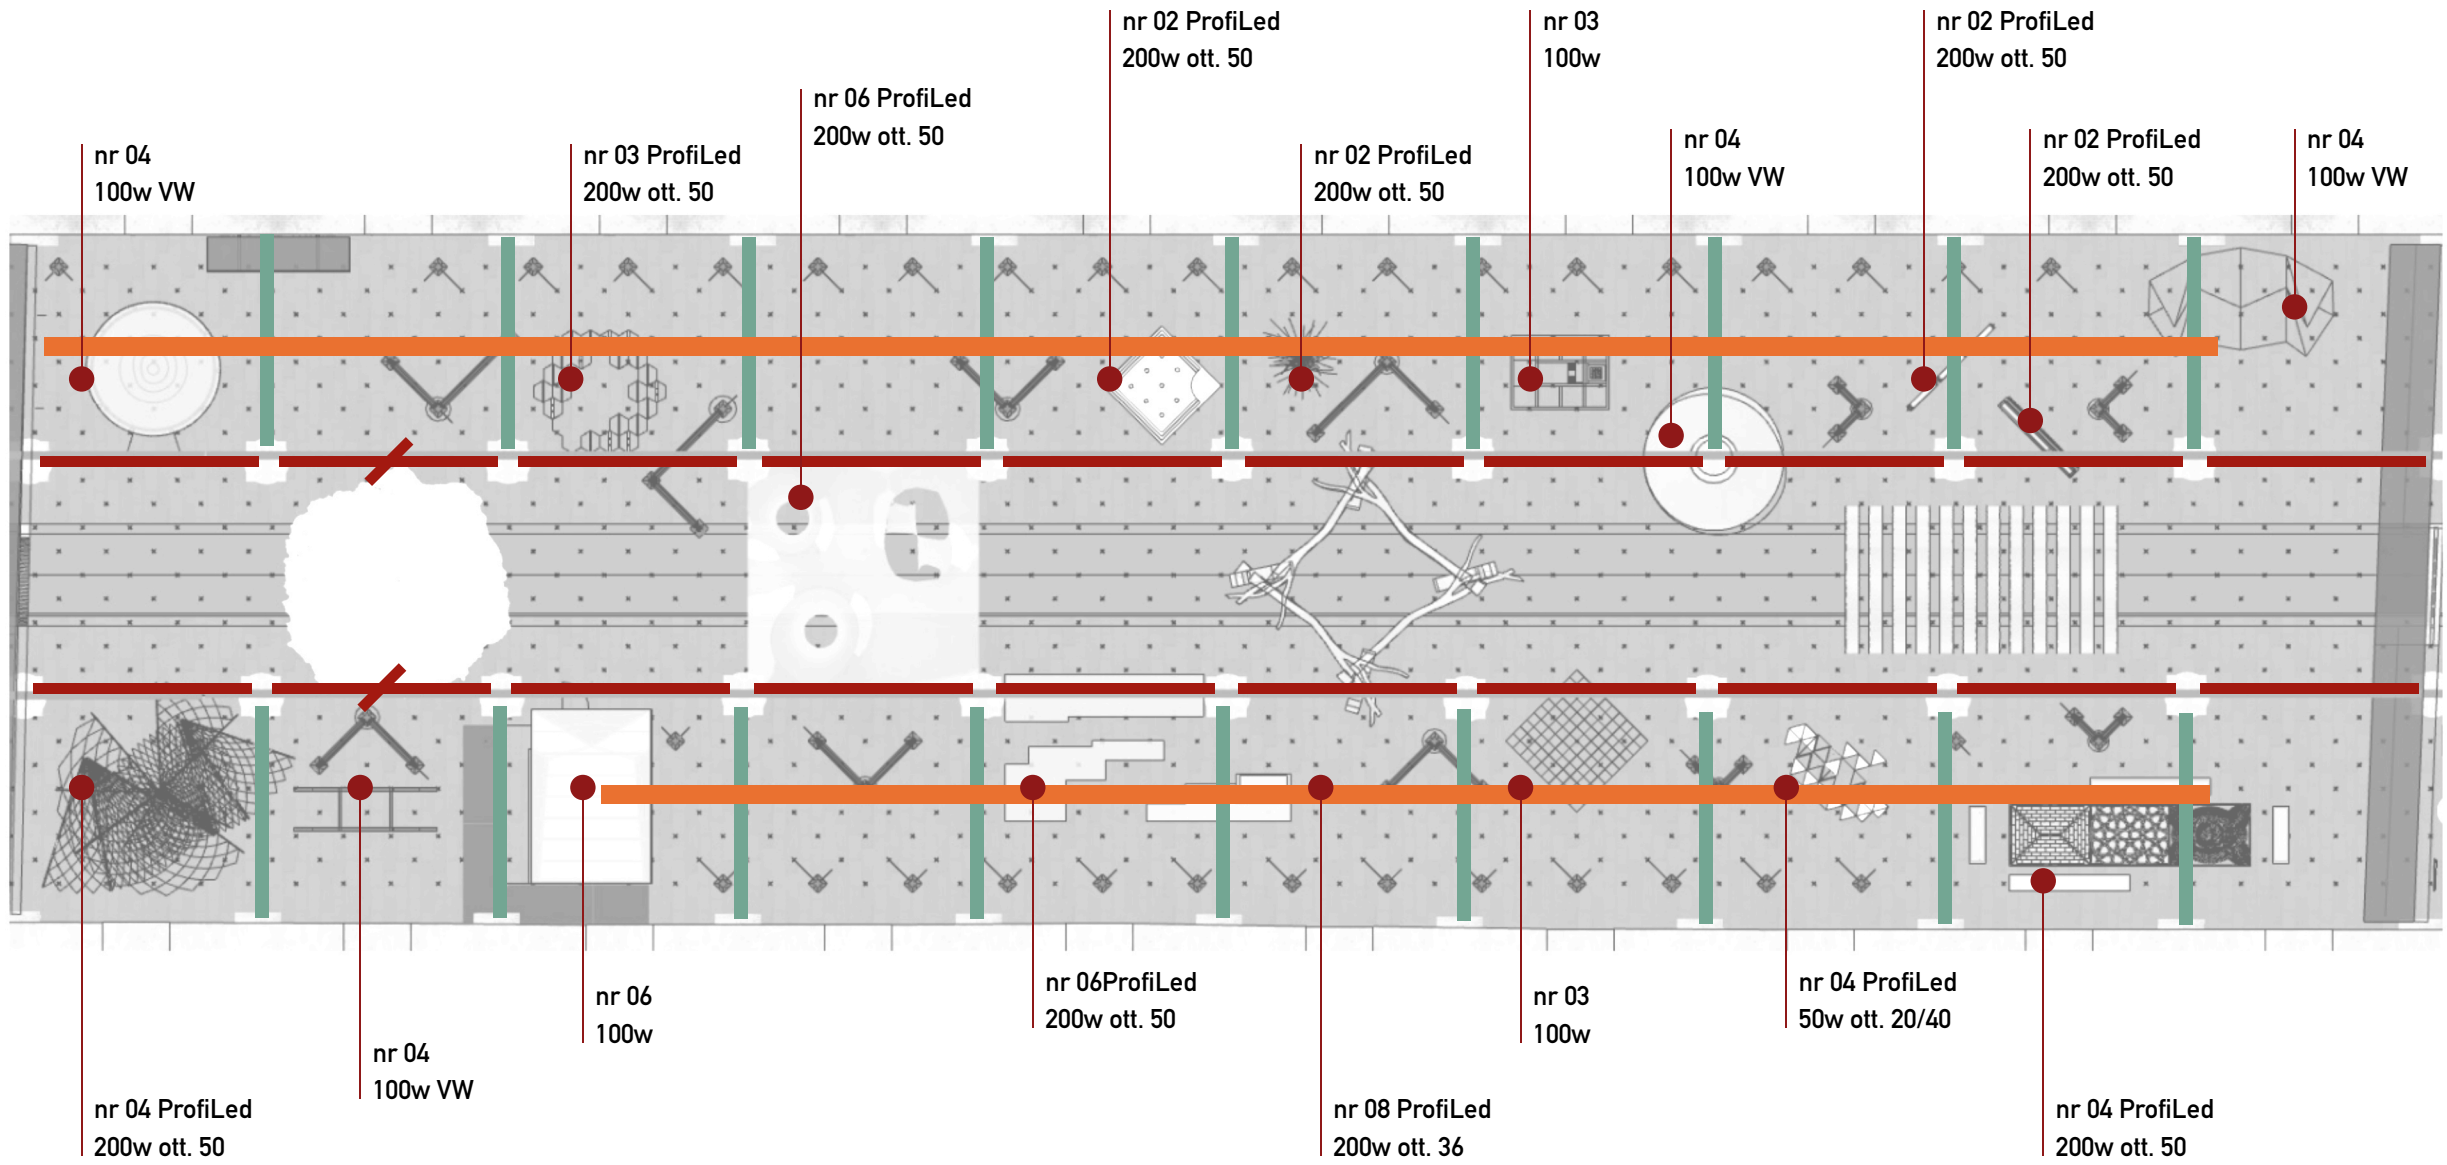 nr 02 ProfiLed
200w ott. 50
nr 03
100w
nr 02 ProfiLed
200w ott. 50
nr 06 ProfiLed
200w ott. 50
nr 04
100w VW
nr 03 ProfiLed
200w ott. 50
nr 02 ProfiLed
200w ott. 50
nr 04
100w VW
nr 02 ProfiLed
200w ott. 50
nr 04
100w VW
nr 06ProfiLed
200w ott. 50
nr 04 ProfiLed
50w ott. 20/40
nr 06
100w
nr 03
100w
nr 04
100w VW
nr 04 ProfiLed
200w ott. 50
nr 08 ProfiLed
200w ott. 36
nr 04 ProfiLed
200w ott. 50